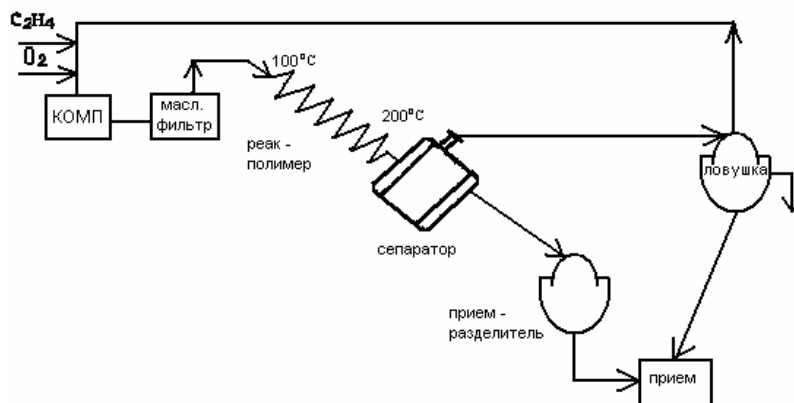 C₂H₄
O₂
КОМП
масл.
фильтр
100°С
200°С
реак -
полимер
сепаратор
ловушка
прием -
разделитель
прием